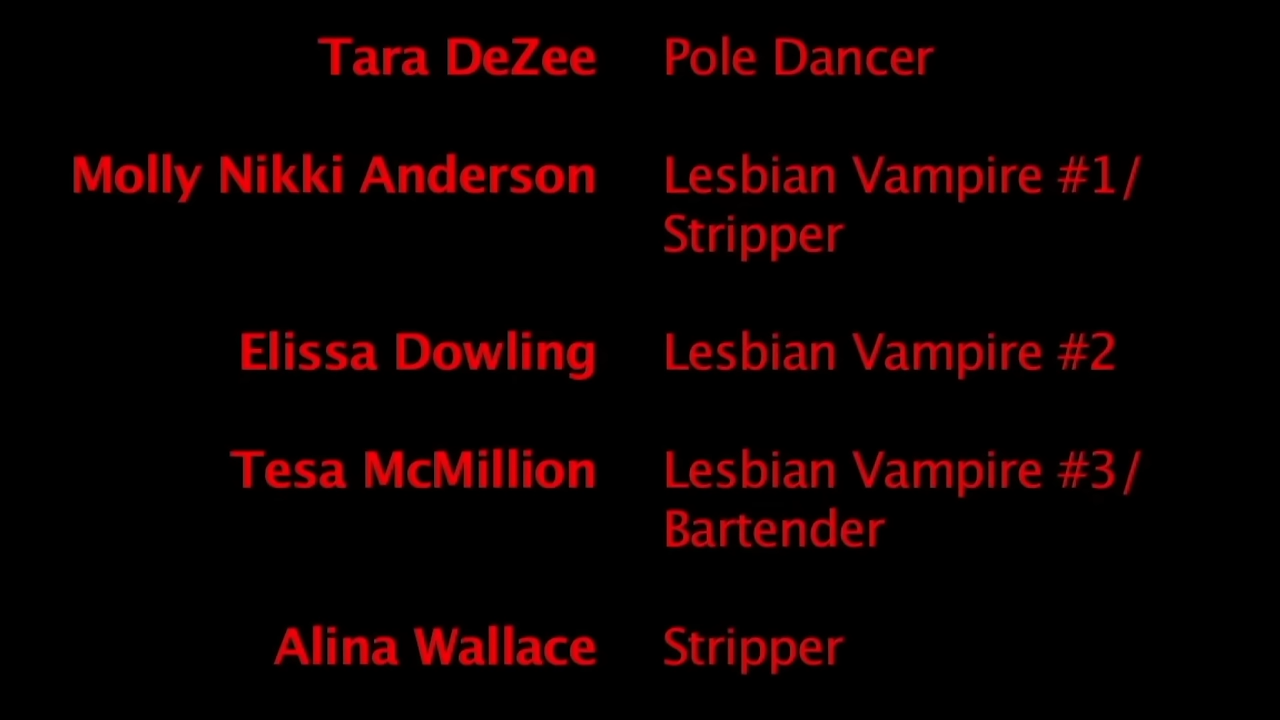 Tara DeZee Pole Dancer
Molly Nikki Anderson Lesbian Vampire #1/
Stripper
Elissa Dowling Lesbian Vampire #2
Tesa McMillion Lesbian Vampire #3/
Bartender
Alina Wallace Stripper